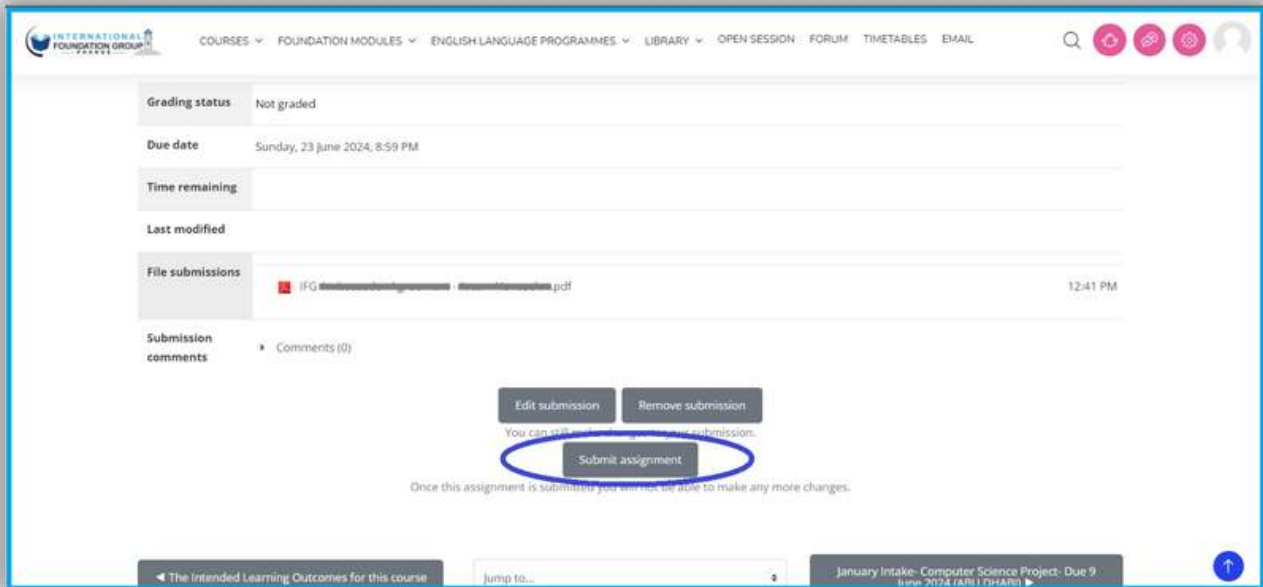 INTERNATIONAL
FOUNDATION GROUP
PRAGUE
COURSES FOUNDATION MODULES ENGLISH LANGUAGE PROGRAMMES LIBRARY OPEN SESSION FORUM TIMETABLES EMAIL
Grading status Not graded
Due date Sunday, 23 June 2024, 8:59 PM
Time remaining
Last modified
File submissions
IFG .pdf 12:41 PM
Submission
comments
Comments (0)
Edit submission Remove submission
You can still make changes to your submission.
Submit assignment
Once this assignment is submitted you will not be able to make any more changes.
◄ The Intended Learning Outcomes for this course
Jump to...
January Intake- Computer Science Project- Due 9
June 2024 (ABU DHABI) ►